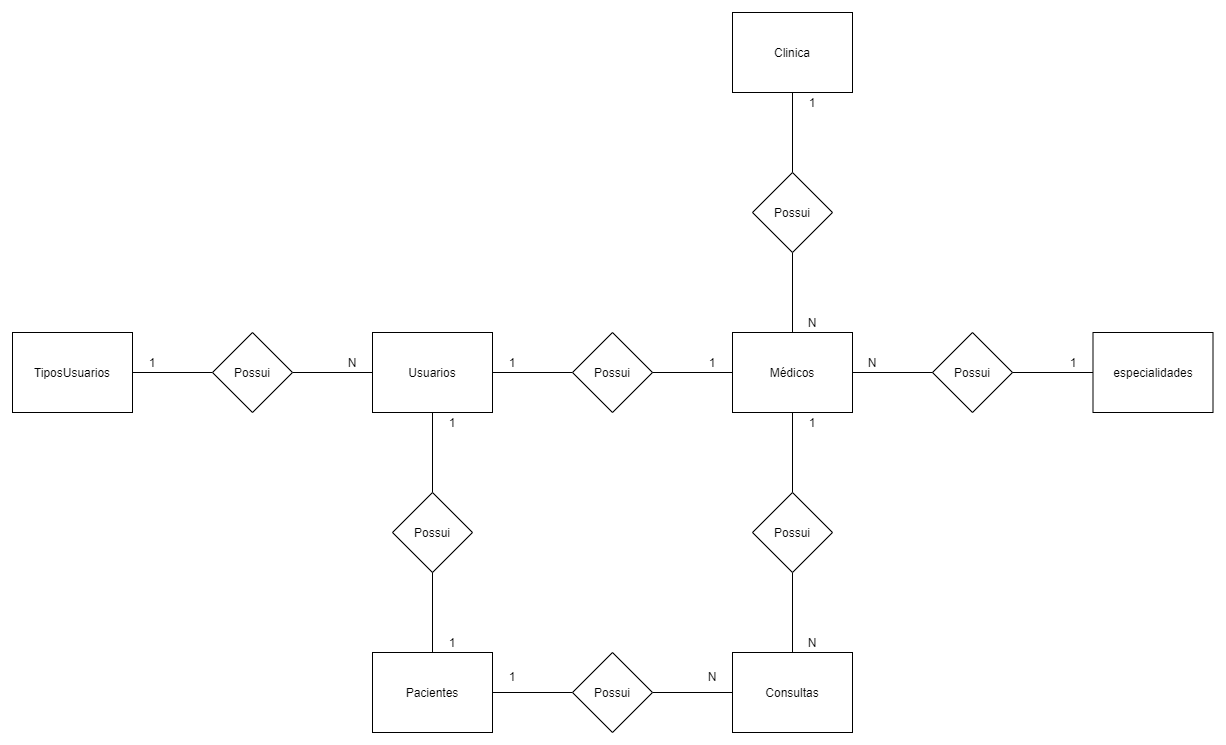 Clinica
1
Possui
N
TiposUsuarios
1
Possui
N
Usuarios
1
Possui
1
Médicos
N
Possui
1
especialidades
1
1
Possui
Possui
1
N
Pacientes
1
Possui
N
Consultas